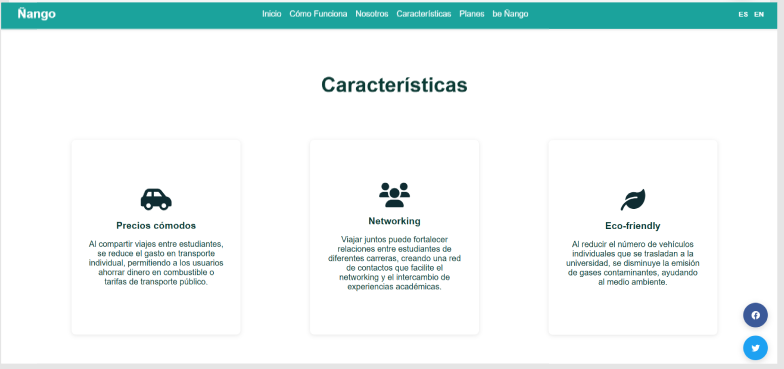 Ñango
Inicio Cómo Funciona Nosotros Características Planes be Ñango
ES EN
Características
Precios cómodos
Al compartir viajes entre estudiantes,
se reduce el gasto en transporte
individual, permitiendo a los usuarios
ahorrar dinero en combustible o
tarifas de transporte público.
Networking
Viajar juntos puede fortalecer
relaciones entre estudiantes de
diferentes carreras, creando una red
de contactos que facilite el
networking y el intercambio de
experiencias académicas.
Eco-friendly
Al reducir el número de vehículos
individuales que se trasladan a la
universidad, se disminuye la emisión
de gases contaminantes, ayudando
al medio ambiente.